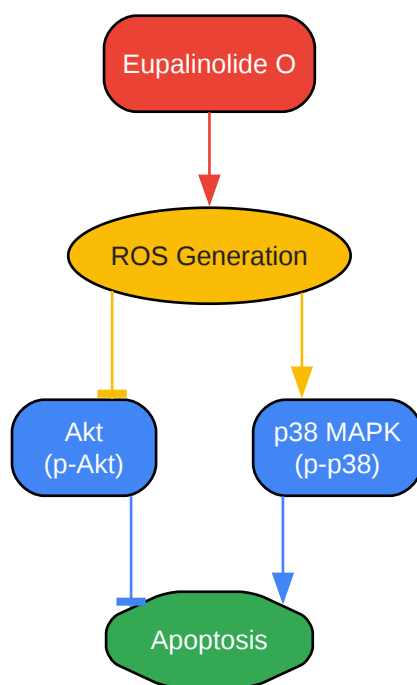 Eupalinolide O
ROS Generation
Akt
(p-Akt)
p38 MAPK
(p-p38)
Apoptosis